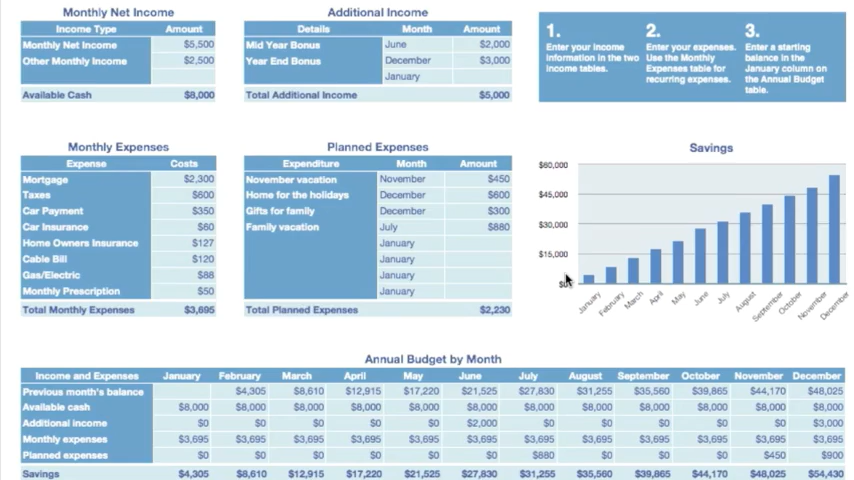 Monthly Net Income
Income Type Amount
Monthly Net Income $5,500
Other Monthly Income $2,500
Available Cash $8,000
Additional Income
Details Month Amount
Mid Year Bonus June $2,000
Year End Bonus December $3,000
January
Total Additional Income $5,000
1.
Enter your income
information in the two
income tables.
2.
Enter your expenses.
Use the Monthly
Expenses table for
recurring expenses.
3.
Enter a starting
balance in the
January column on
the Annual Budget
table.
Monthly Expenses
Expense Costs
Mortgage $2,300
Taxes $600
Car Payment $350
Car Insurance $60
Home Owners Insurance $127
Cable Bill $120
Gas/Electric $88
Monthly Prescription $50
Total Monthly Expenses $3,695
Planned Expenses
Expenditure Month Amount
November vacation November $450
Home for the holidays December $600
Gifts for family December $300
Family vacation July $880
January
January
January
January
Total Planned Expenses $2,230
Savings
$60,000
$45,000
$30,000
$15,000
$0
January February March April May June July August September October November December
Annual Budget by Month
Income and Expenses January February March April May June July August September October November December
Previous month's balance $4,305 $8,610 $12,915 $17,220 $21,525 $27,830 $31,255 $35,560 $39,865 $44,170 $48,025
Available cash $8,000 $8,000 $8,000 $8,000 $8,000 $8,000 $8,000 $8,000 $8,000 $8,000 $8,000 $8,000
Additional income $0 $0 $0 $0 $0 $2,000 $0 $0 $0 $0 $0 $3,000
Monthly expenses $3,695 $3,695 $3,695 $3,695 $3,695 $3,695 $3,695 $3,695 $3,695 $3,695 $3,695 $3,695
Planned expenses $0 $0 $0 $0 $0 $0 $880 $0 $0 $0 $450 $900
Savings $4,305 $8,610 $12,915 $17,220 $21,525 $27,830 $31,255 $35,560 $39,865 $44,170 $48,025 $54,430